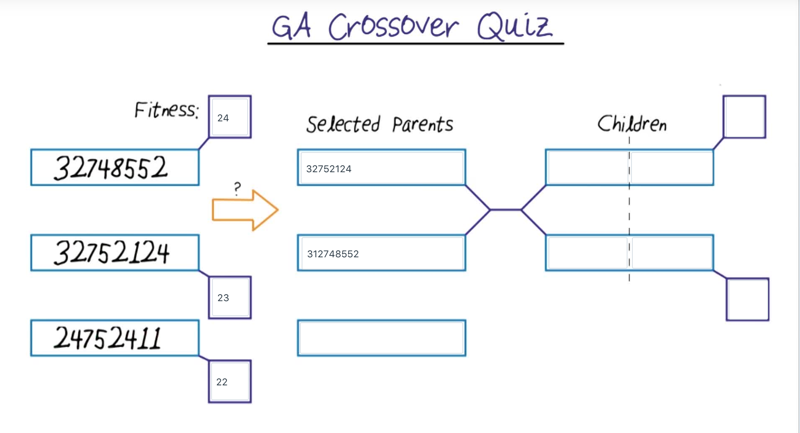 GA Crossover Quiz
Fitness:
24
Selected Parents
Children
32748552
32752124
?
32752124
312748552
23
24752411
22